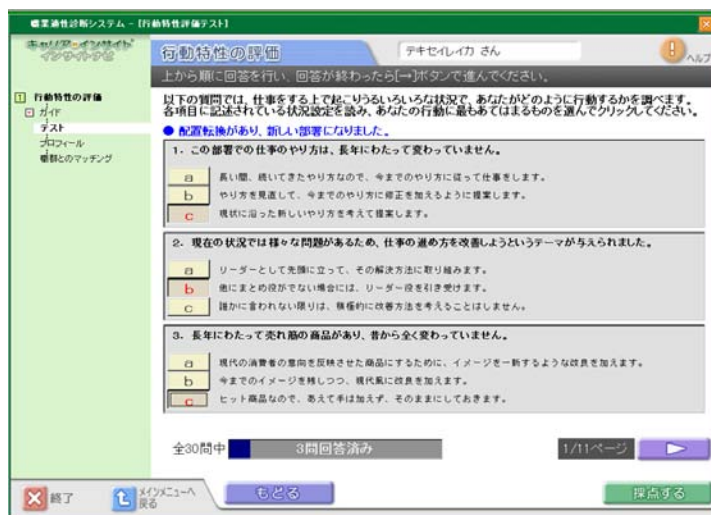 職業適性診断システム - [行動特性評価テスト]
キャリア・インサイト
行動特性の評価
テキセイレイカ さん
ヘルプ
上から順に回答を行い、回答が終わったら[→]ボタンで進んでください。
1 行動特性の評価
ガイド
テスト
プロフィール
職群とのマッチング
以下の質問では、仕事をする上で起こりうるいろいろな状況で、あなたがどのように行動するかを調べます。
各項目に記述されている状況設定を読み、あなたの行動に最もあてはまるものを選んでクリックしてください。
● 配置転換があり、新しい部署になりました。
1. この部署での仕事のやり方は、長年にわたって変わっていません。
a 長い間、続いてきたやり方なので、今までのやり方に従って仕事をします。
b やり方を見直して、今までのやり方に修正を加えるように提案します。
c 現状に沿った新しいやり方を考えて提案します。
2. 現在の状況では様々な問題があるため、仕事の進め方を改善しようというテーマが与えられました。
a リーダーとして先頭に立って、その解決方法に取り組みます。
b 他にまとめ役がでない場合には、リーダー役を引き受けます。
c 誰かに言われない限りは、積極的に改善方法を考えることはしません。
3. 長年にわたって売れ筋の商品があり、昔から全く変わっていません。
a 現代の消費者の意向を反映させた商品にするために、イメージを一新するような改良を加えます。
b 今までのイメージを残しつつ、現代風に改良を加えます。
c ヒット商品なので、あえて手は加えず、そのままにしておきます。
全30問中 3問回答済み 1/11ページ
終了 メインメニューへ戻る もどる 採点する